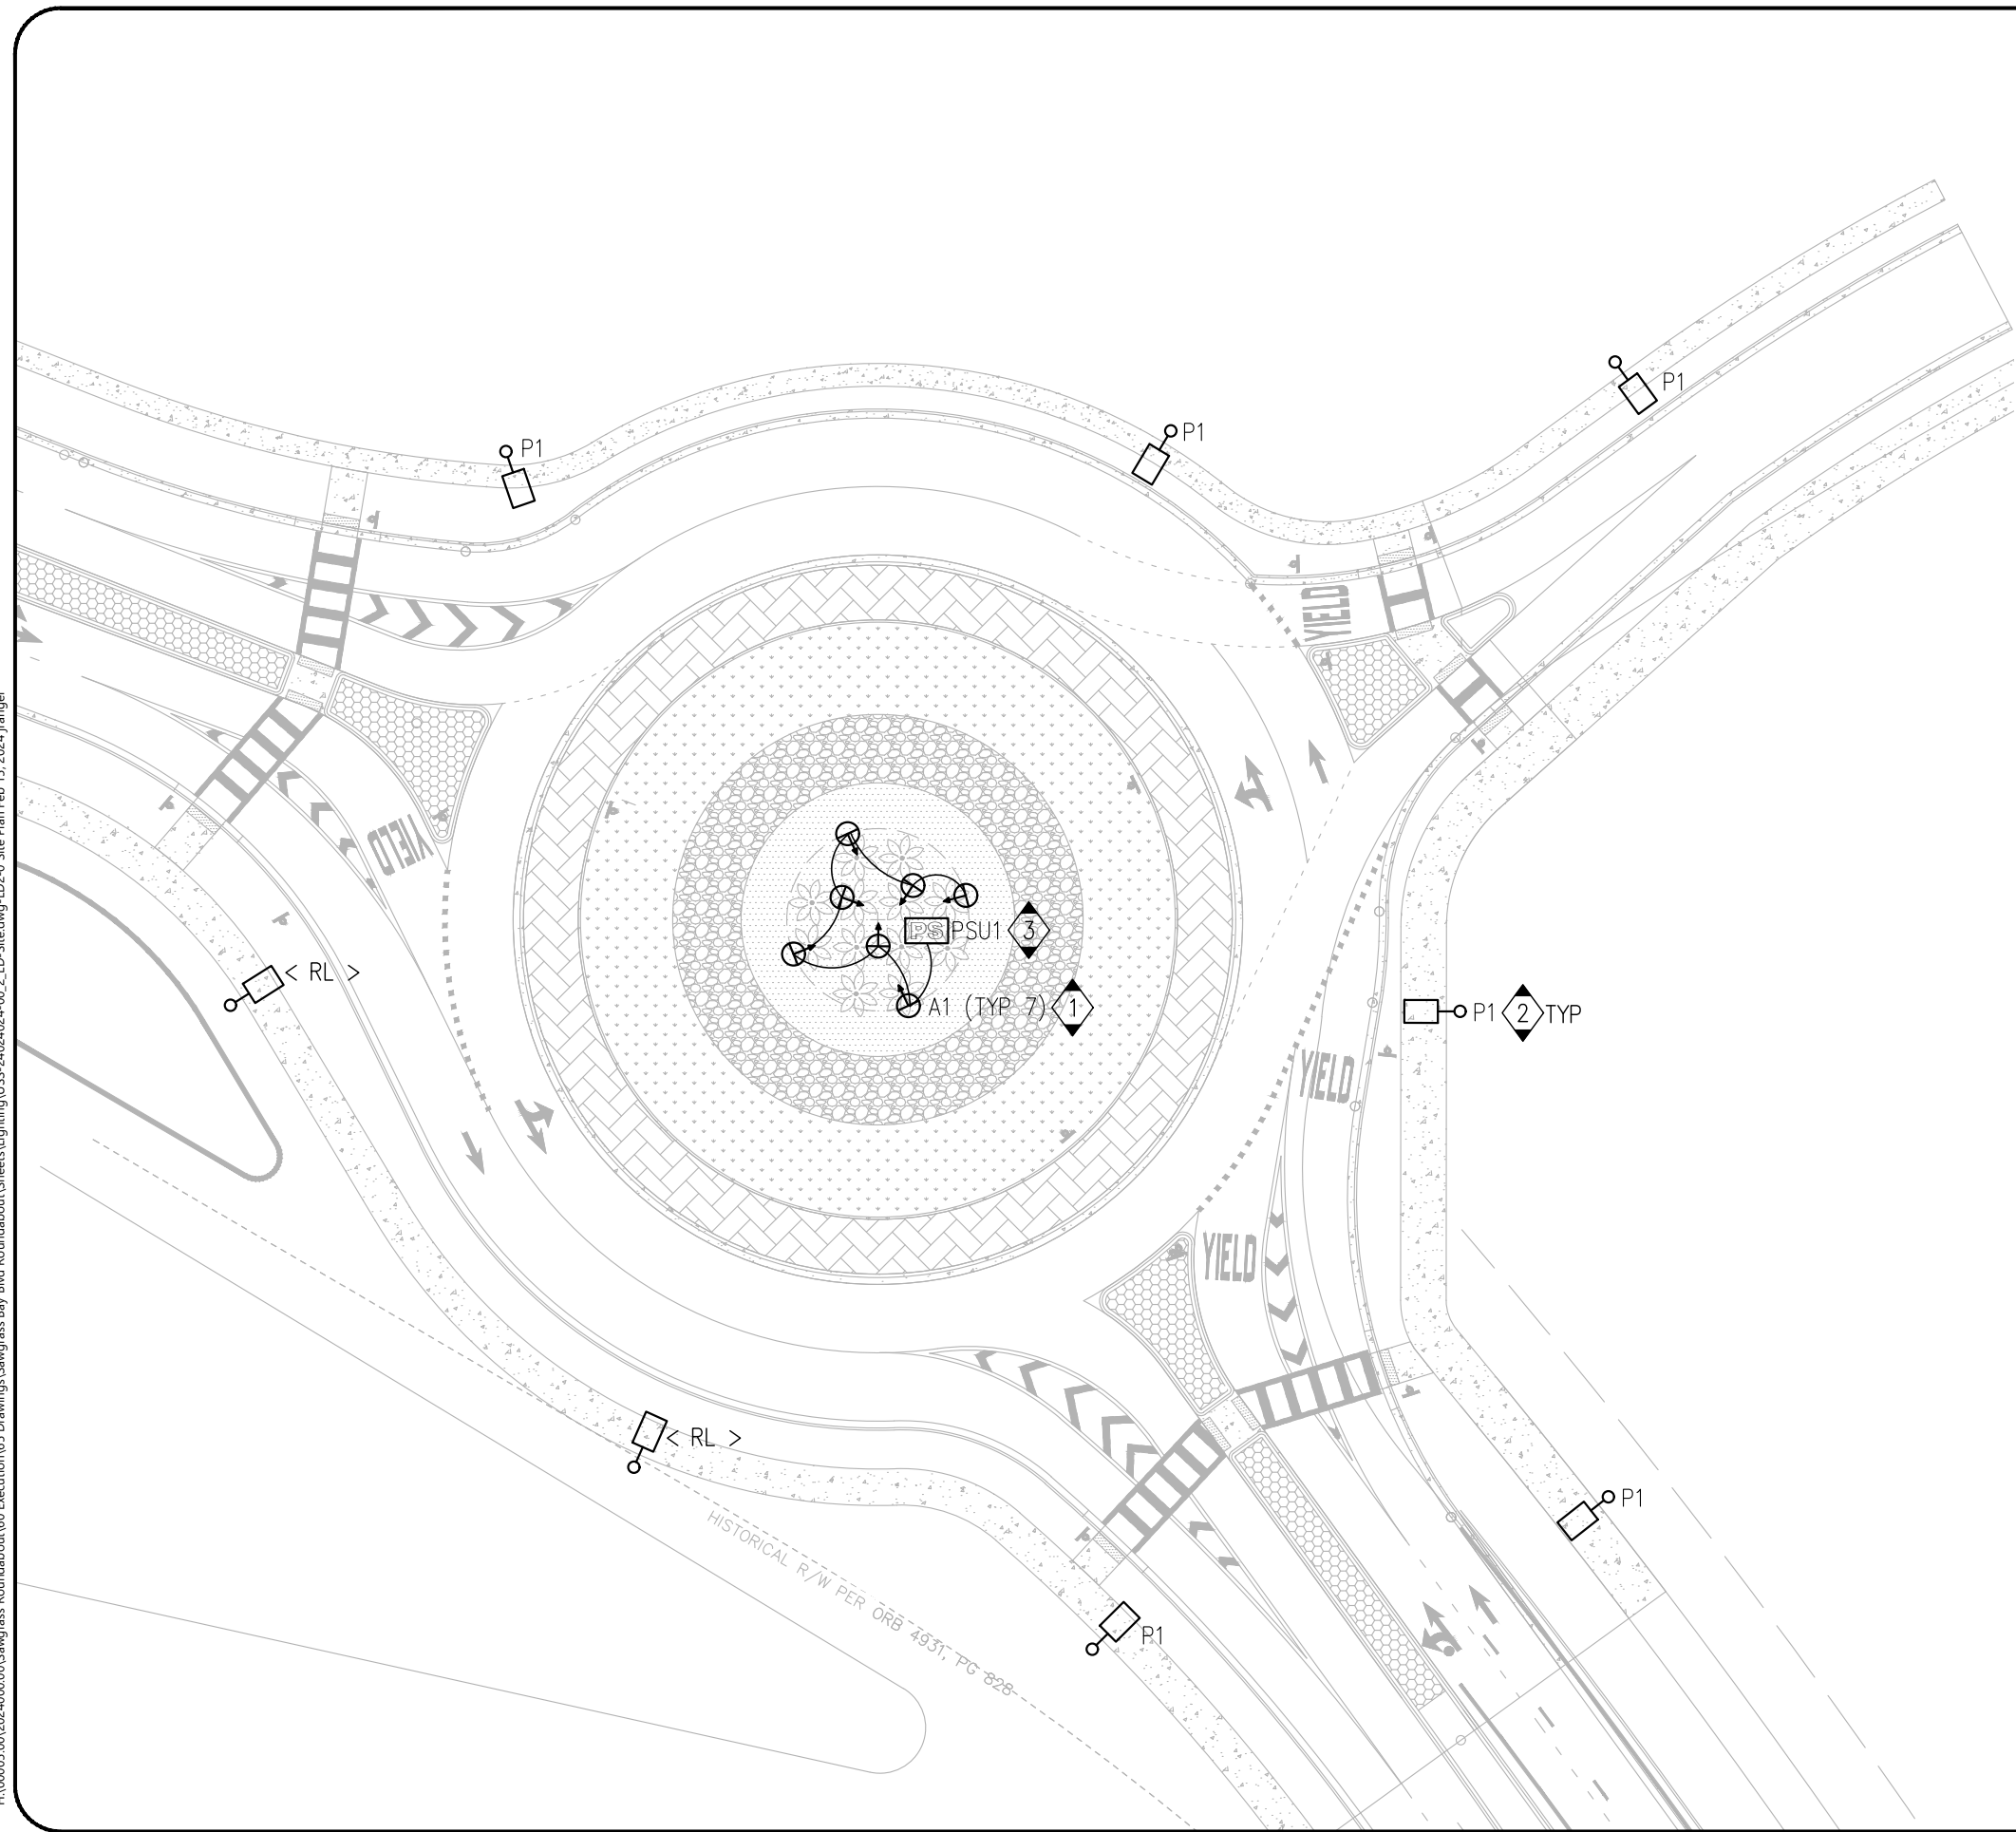 P1
P1
P1
YIELD
YIELD
< RL >
PS PSU1 3
A1 (TYP 7) 1
P1 2 TYP
YIELD
YIELD
< RL >
P1
HISTORICAL R/W PER ORB 4931, PG 828
P1